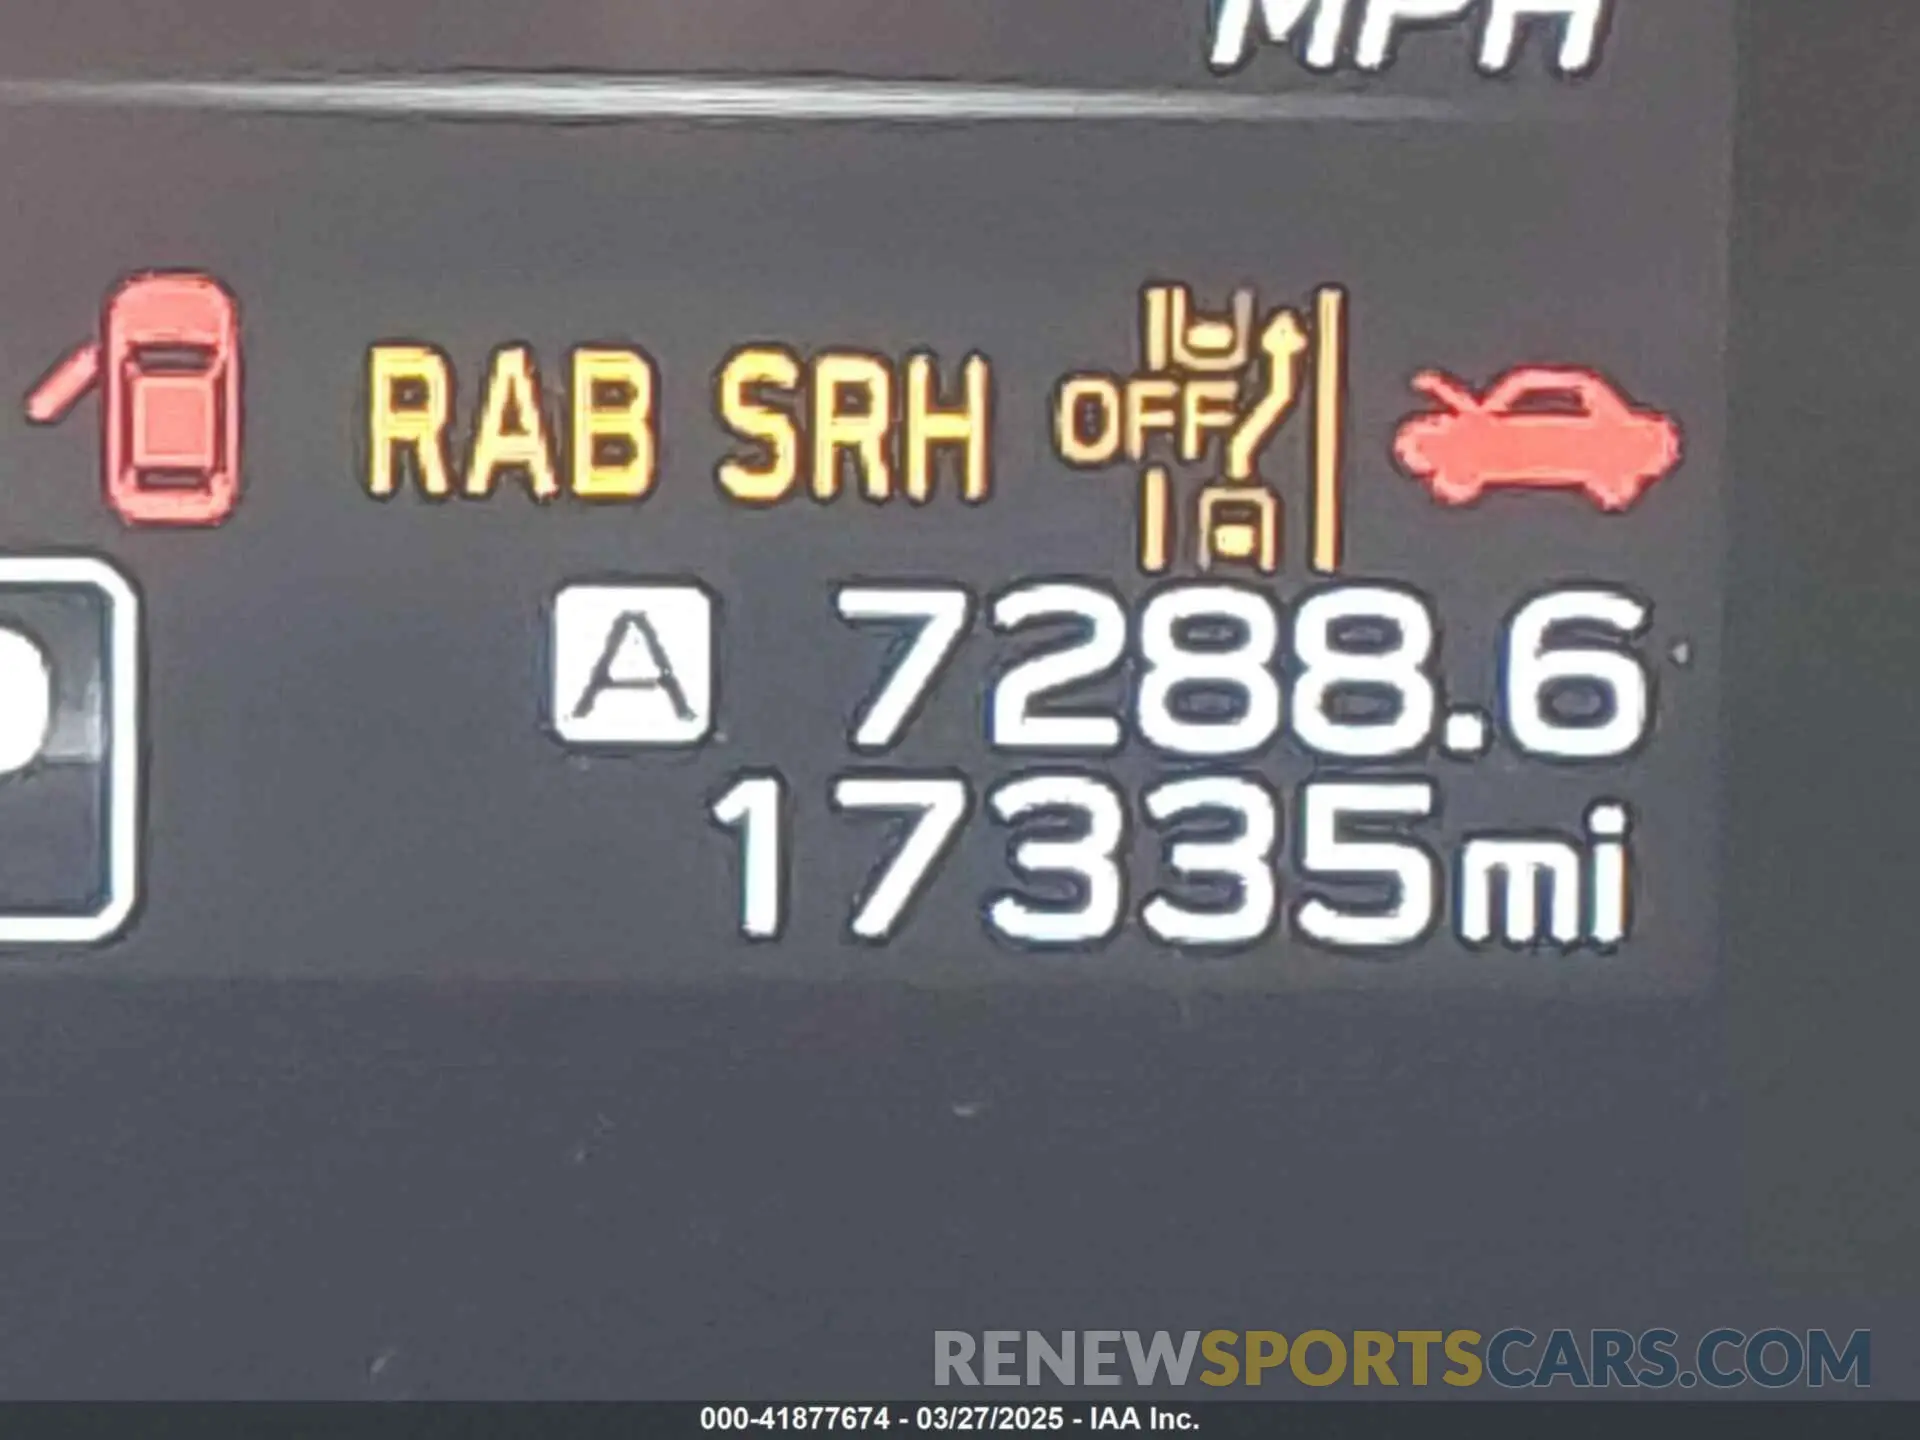 MPH
RAB SRH OFF
A 7288.6
17335mi
RENEWSPORTSCARS.COM
000-41877674 - 03/27/2025 - IAA Inc.